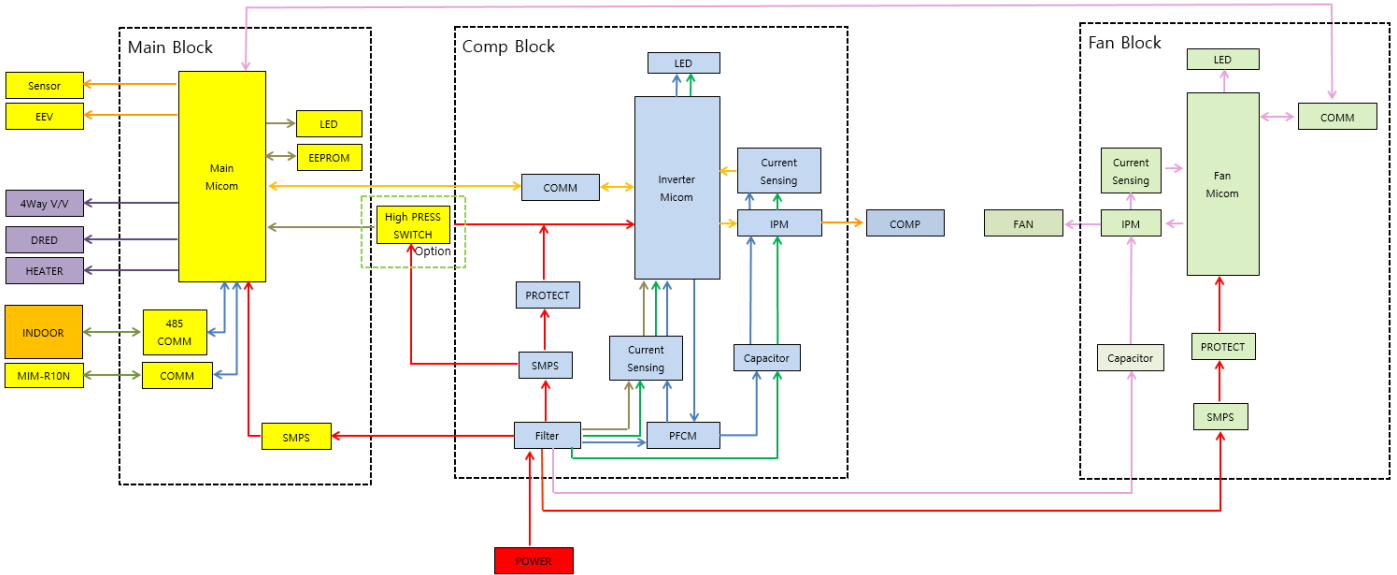 Main Block
Sensor
EEV
4Way V/V
DRED
HEATER
INDOOR
MIM-R10N
Main
Micom
LED
EEPROM
485
COMM
COMM
SMPS
High PRESS
SWITCH
Option
Comp Block
LED
COMM
Inverter
Micom
Current
Sensing
IPM
COMP
PROTECT
SMPS
Current
Sensing
Capacitor
Filter
PFCM
POWER
Fan Block
LED
COMM
Current
Sensing
Fan
Micom
FAN
IPM
Capacitor
PROTECT
SMPS